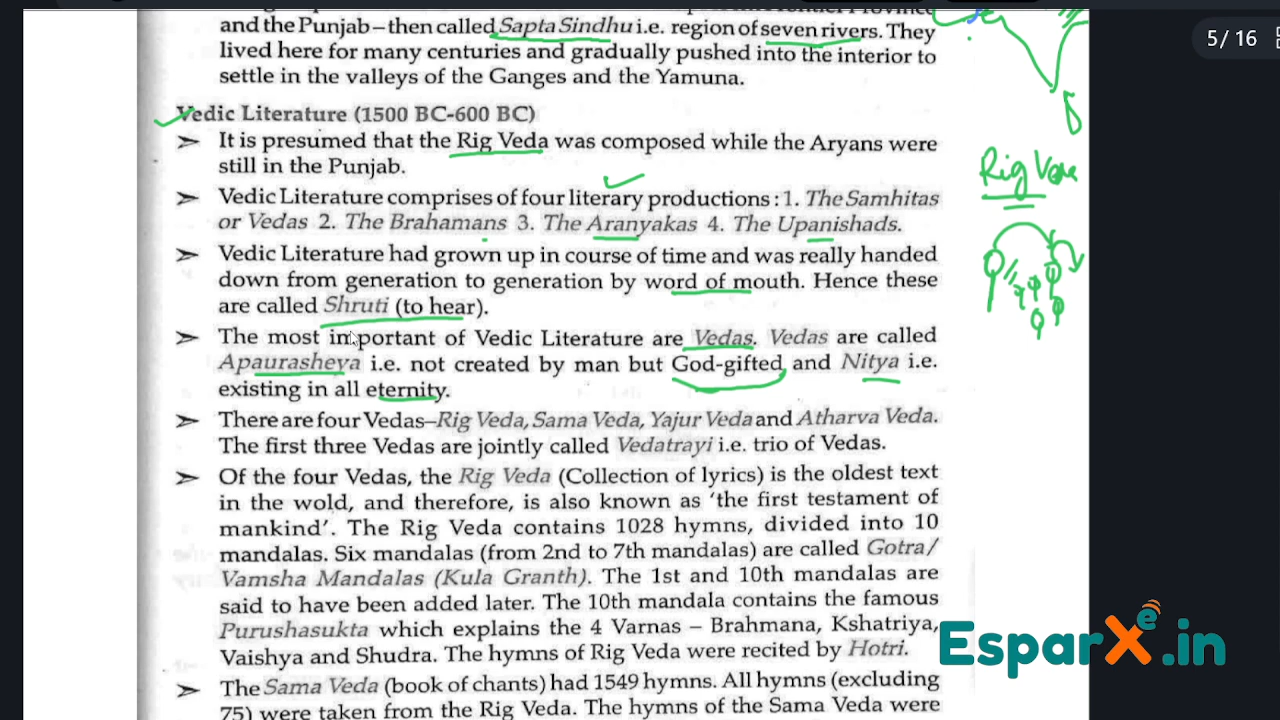 and the Punjab – then called Sapta Sindhu i.e. region of seven rivers. They
lived here for many centuries and gradually pushed into the interior to
settle in the valleys of the Ganges and the Yamuna.
5 / 16
Vedic Literature (1500 BC-600 BC)
➢ It is presumed that the Rig Veda was composed while the Aryans were
still in the Punjab.
Rig Veda
➢ Vedic Literature comprises of four literary productions : 1. The Samhitas
or Vedas 2. The Brahamans 3. The Aranyakas 4. The Upanishads.
➢ Vedic Literature had grown up in course of time and was really handed
down from generation to generation by word of mouth. Hence these
are called Shruti (to hear).
➢ The most important of Vedic Literature are Vedas. Vedas are called
Apaurasheya i.e. not created by man but God-gifted and Nitya i.e.
existing in all eternity.
➢ There are four Vedas–Rig Veda, Sama Veda, Yajur Veda and Atharva Veda.
The first three Vedas are jointly called Vedatrayi i.e. trio of Vedas.
➢ Of the four Vedas, the Rig Veda (Collection of lyrics) is the oldest text
in the wold, and therefore, is also known as 'the first testament of
mankind'. The Rig Veda contains 1028 hymns, divided into 10
mandalas. Six mandalas (from 2nd to 7th mandalas) are called Gotra/
Vamsha Mandalas (Kula Granth). The 1st and 10th mandalas are
said to have been added later. The 10th mandala contains the famous
Purushasukta which explains the 4 Varnas – Brahmana, Kshatriya,
Vaishya and Shudra. The hymns of Rig Veda were recited by Hotri.
EsparXe.in
➢ The Sama Veda (book of chants) had 1549 hymns. All hymns (excluding
75) were taken from the Rig Veda. The hymns of the Sama Veda were